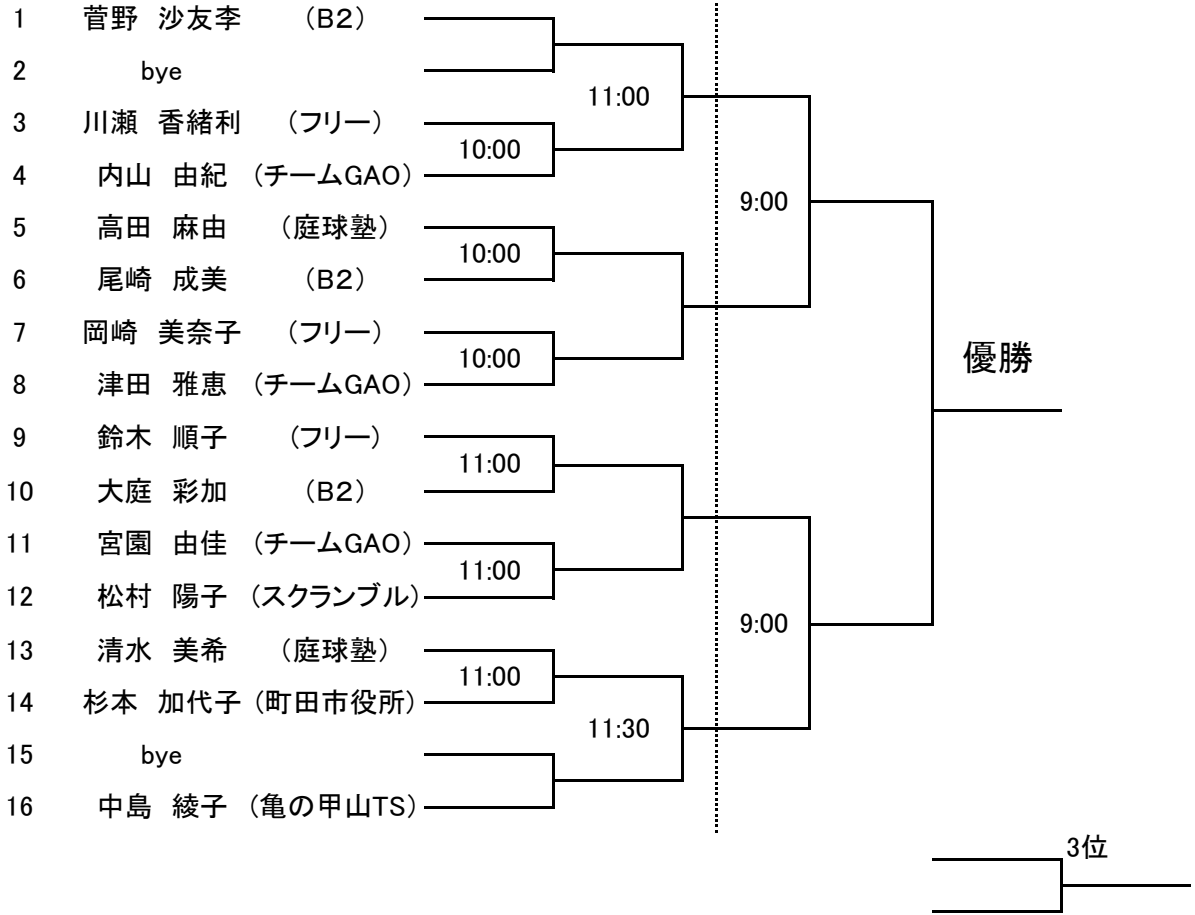 1 菅野 沙友李 （B2）
2 bye
11:00
3 川瀬 香緒利 （フリー）
10:00
4 内山 由紀 （チームGAO）
9:00
5 高田 麻由 （庭球塾）
10:00
6 尾崎 成美 （B2）
7 岡崎 美奈子 （フリー）
10:00
優勝
8 津田 雅恵 （チームGAO）
9 鈴木 順子 （フリー）
11:00
10 大庭 彩加 （B2）
11 宮園 由佳 （チームGAO）
11:00
12 松村 陽子 （スクランブル）
9:00
13 清水 美希 （庭球塾）
11:00
14 杉本 加代子 （町田市役所）
11:30
15 bye
16 中島 綾子 （亀の甲山TS）
3位